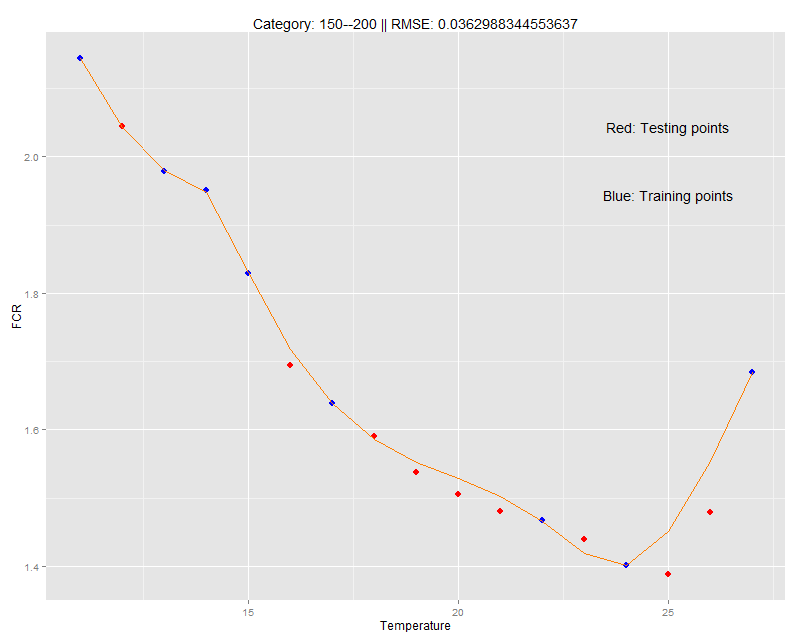 Category: 150--200 || RMSE: 0.0362988344553637
Red: Testing points
2.0
Blue: Training points
1.8
FCR
1.6
1.4
15 20 25
Temperature